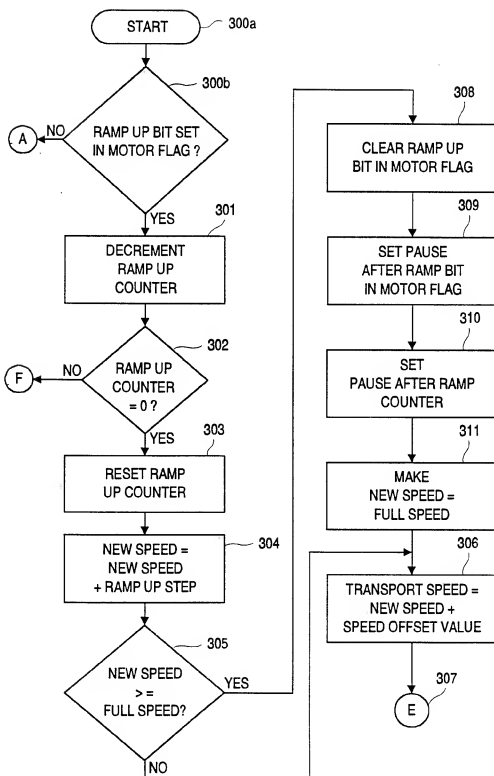 START
300a
300b
RAMP UP BIT SET
IN MOTOR FLAG ?
NO
A
YES
301
DECREMENT
RAMP UP
COUNTER
302
RAMP UP
COUNTER
= 0 ?
NO
F
YES
303
RESET RAMP
UP COUNTER
304
NEW SPEED =
NEW SPEED
+ RAMP UP STEP
305
NEW SPEED
>=
FULL SPEED?
YES
NO
308
CLEAR RAMP UP
BIT IN MOTOR FLAG
309
SET PAUSE
AFTER RAMP BIT
IN MOTOR FLAG
310
SET
PAUSE AFTER RAMP
COUNTER
311
MAKE
NEW SPEED =
FULL SPEED
306
TRANSPORT SPEED =
NEW SPEED +
SPEED OFFSET VALUE
307
E